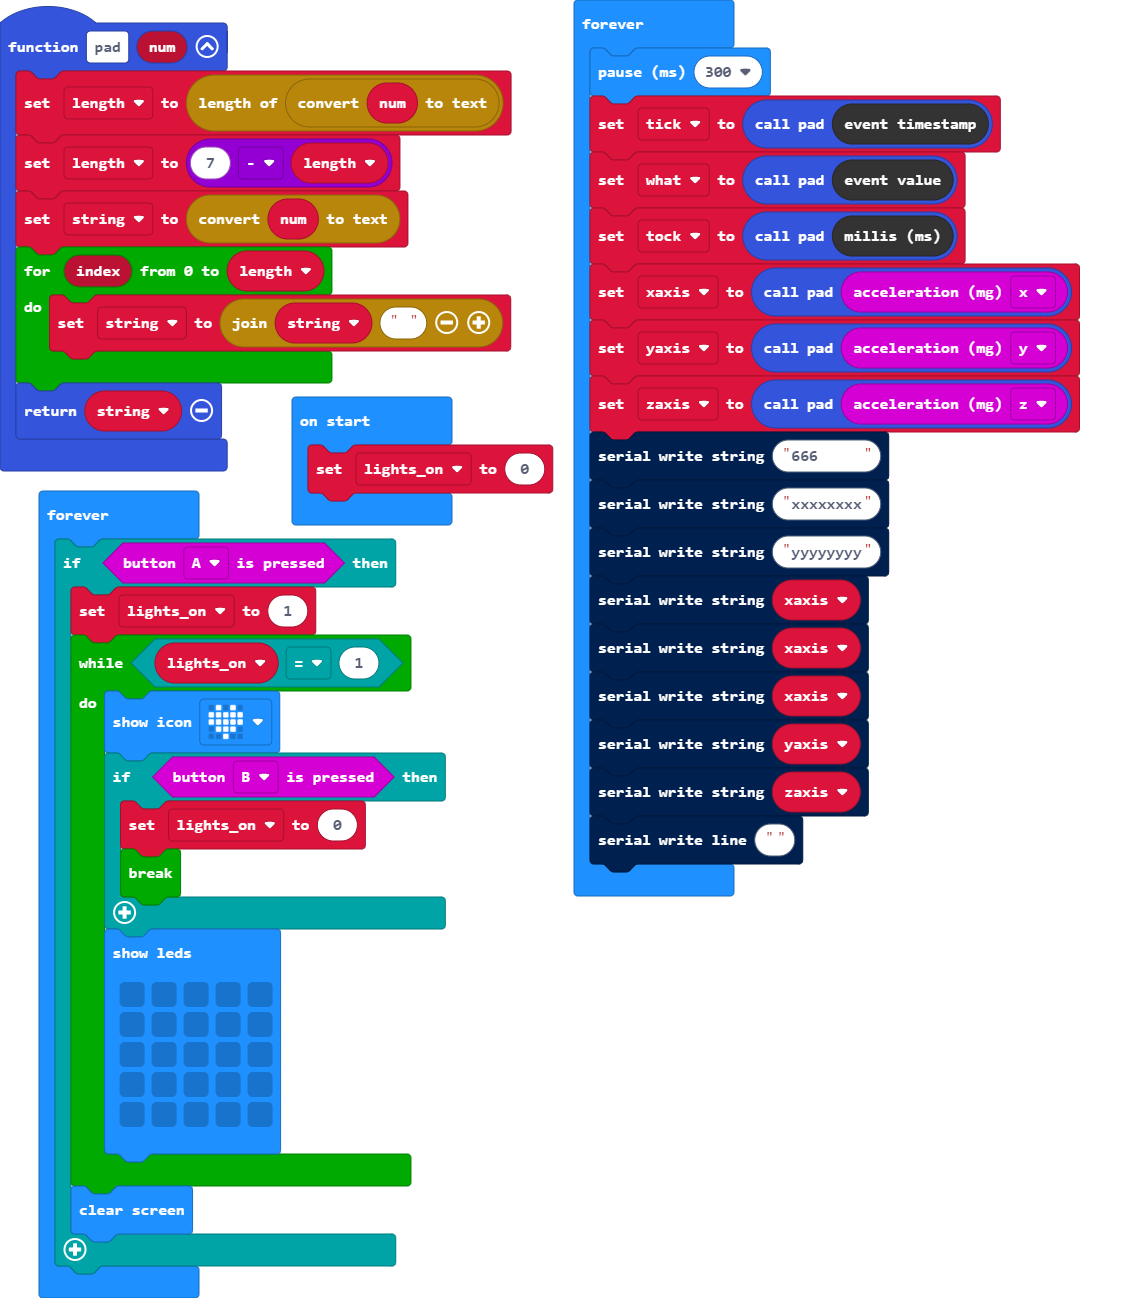 function pad num
set length to length of convert num to text
set length to 7 - length
set string to convert num to text
for index from 0 to length
do
set string to join string " "
return string
on start
set lights_on to 0
forever
if button A is pressed then
set lights_on to 1
while lights_on = 1
do
show icon
if button B is pressed then
set lights_on to 0
break
show leds
clear screen
forever
pause (ms) 300
set tick to call pad event timestamp
set what to call pad event value
set tock to call pad millis (ms)
set xaxis to call pad acceleration (mg) x
set yaxis to call pad acceleration (mg) y
set zaxis to call pad acceleration (mg) z
serial write string "666     "
serial write string "xxxxxxxx"
serial write string "yyyyyyyy"
serial write string xaxis
serial write string xaxis
serial write string xaxis
serial write string yaxis
serial write string zaxis
serial write line ""